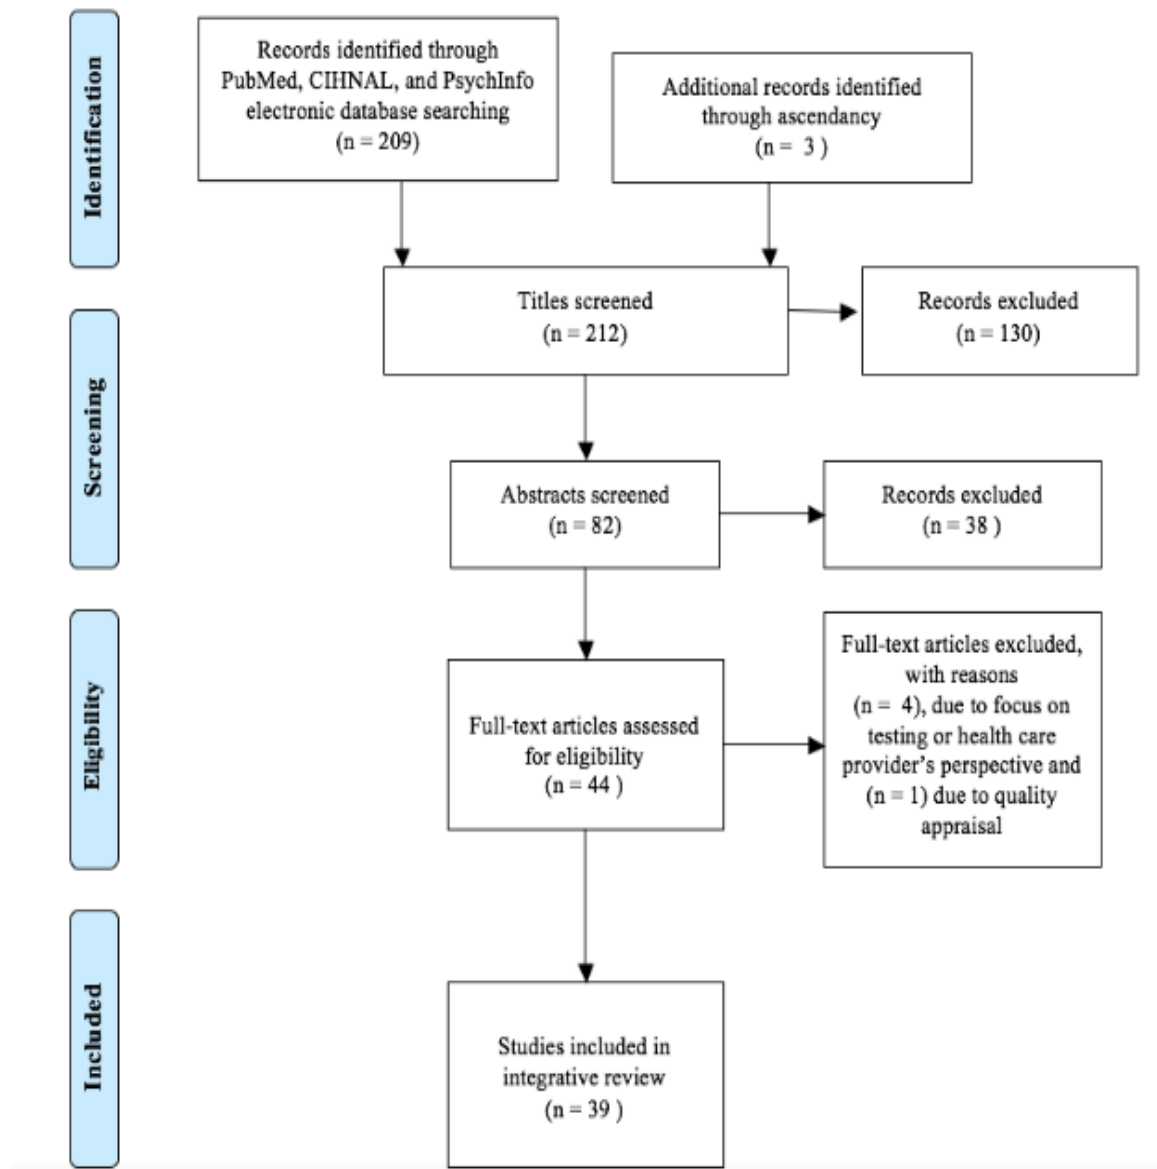 Identification
Records identified through
PubMed, CIHNAL, and PsychInfo
electronic database searching
(n = 209)
Additional records identified
through ascendancy
(n = 3 )
Titles screened
(n = 212)
Records excluded
(n = 130)
Screening
Abstracts screened
(n = 82)
Records excluded
(n = 38 )
Eligibility
Full-text articles assessed
for eligibility
(n = 44 )
Full-text articles excluded,
with reasons
(n = 4), due to focus on
testing or health care
provider's perspective and
(n = 1) due to quality
appraisal
Included
Studies included in
integrative review
(n = 39 )